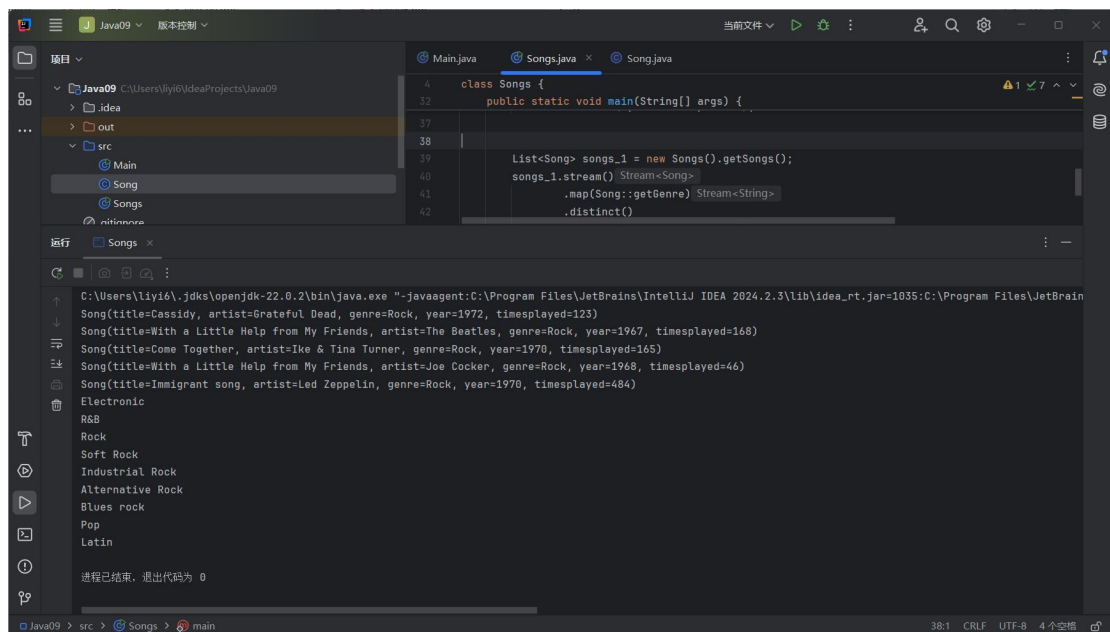 Java09 版本控制 当前文件
项目
Main.java Songs.java Song.java
Java09 C:\Users\liyi6\IdeaProjects\Java09
.idea
out
src
Main
Song
Songs
.gitignore
4 class Songs { 1 7
32 public static void main(String[] args) {
37
38
39 List<Song> songs_1 = new Songs().getSongs();
40 songs_1.stream() Stream<Song>
41 .map(Song::getGenre) Stream<String>
42 .distinct()
运行 Songs
C:\Users\liyi6\.jdks\openjdk-22.0.2\bin\java.exe "-javaagent:C:\Program Files\JetBrains\IntelliJ IDEA 2024.2.3\lib\idea_rt.jar=1035:C:\Program Files\JetBrain
Song(title=Cassidy, artist=Grateful Dead, genre=Rock, year=1972, timesplayed=123)
Song(title=With a Little Help from My Friends, artist=The Beatles, genre=Rock, year=1967, timesplayed=168)
Song(title=Come Together, artist=Ike & Tina Turner, genre=Rock, year=1970, timesplayed=165)
Song(title=With a Little Help from My Friends, artist=Joe Cocker, genre=Rock, year=1968, timesplayed=46)
Song(title=Immigrant song, artist=Led Zeppelin, genre=Rock, year=1970, timesplayed=484)
Electronic
R&B
Rock
Soft Rock
Industrial Rock
Alternative Rock
Blues rock
Pop
Latin
进程已结束，退出代码为 0
Java09 > src > Songs > main 38:1 CRLF UTF-8 4个空格